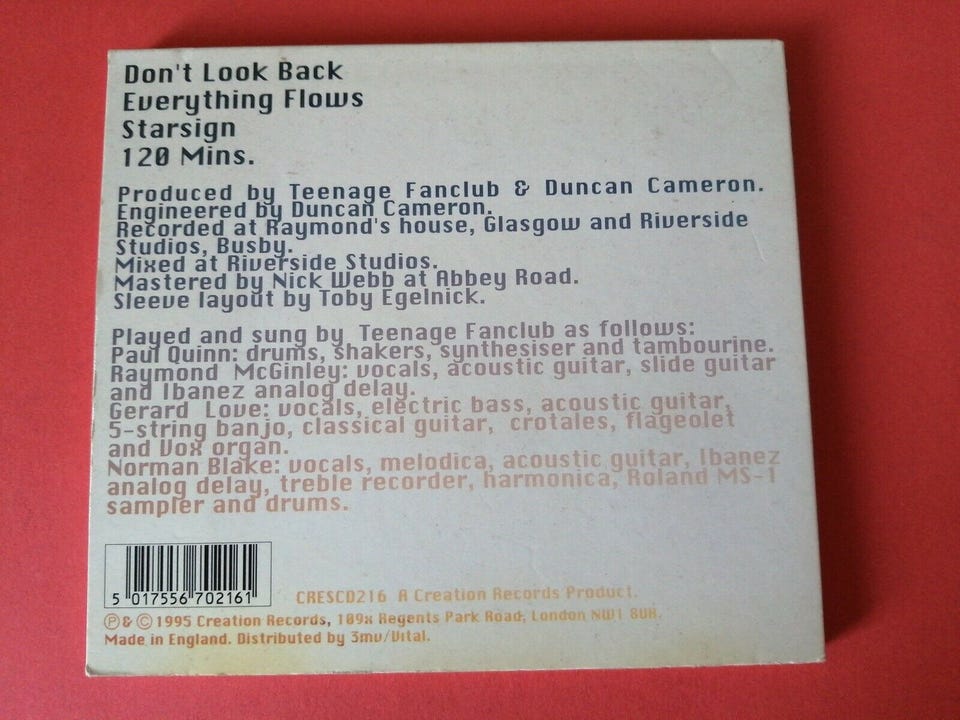 Don't Look Back
Everything Flows
Starsign
120 Mins.
Produced by Teenage Fanclub & Duncan Cameron.
Engineered by Duncan Cameron.
Recorded at Raymond's house, Glasgow and Riverside
Studios, Busby.
Mixed at Riverside Studios.
Mastered by Nick Webb at Abbey Road.
Sleeve layout by Toby Egelnick.
Played and sung by Teenage Fanclub as follows:
Paul Quinn: drums, shakers, synthesiser and tambourine.
Raymond McGinley: vocals, acoustic guitar, slide guitar
and Ibanez analog delay.
Gerard Love: vocals, electric bass, acoustic guitar,
5-string banjo, classical guitar, crotales, flageolet
and Vox organ.
Norman Blake: vocals, melodica, acoustic guitar, Ibanez
analog delay, treble recorder, harmonica, Roland MS-1
sampler and drums.
5 017556 702161
CRESCD216 A Creation Records Product.
℗ & © 1995 Creation Records, 109x Regents Park Road, London NW1 8UR.
Made in England. Distributed by 3mv/Vital.